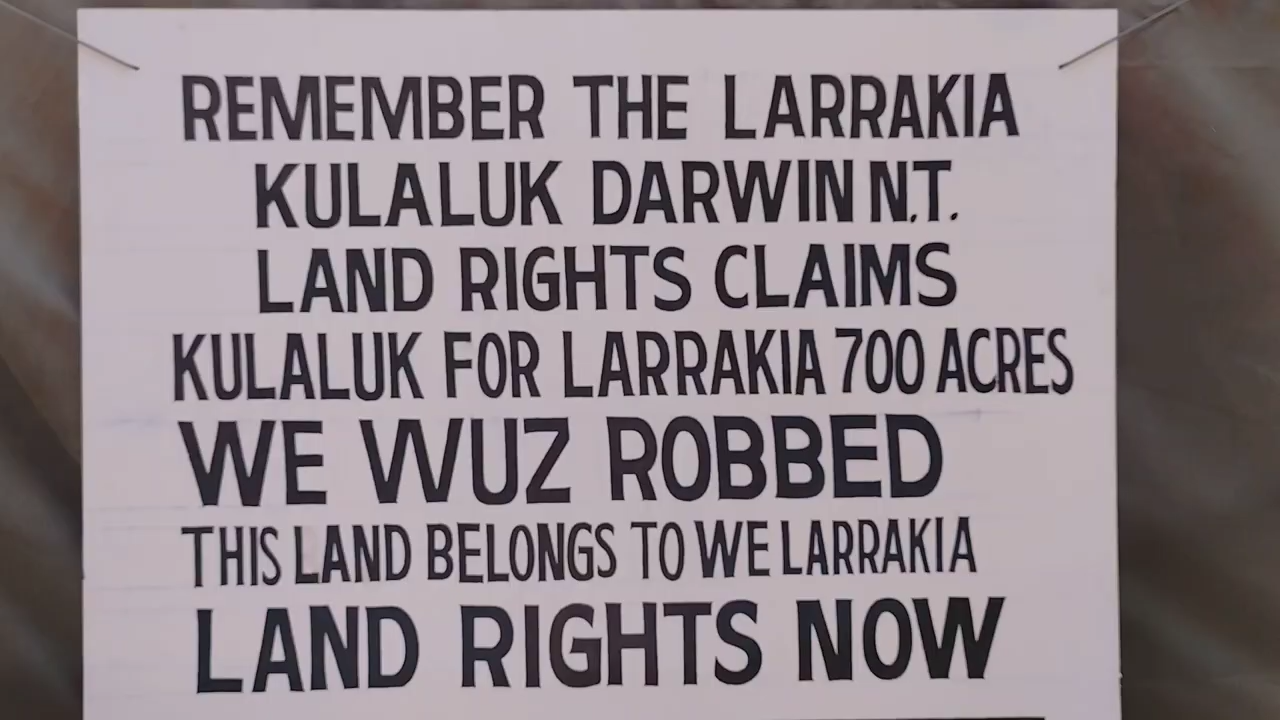 REMEMBER THE LARRAKIA
KULALUK DARWIN N.T.
LAND RIGHTS CLAIMS
KULALUK FOR LARRAKIA 700 ACRES
WE WUZ ROBBED
THIS LAND BELONGS TO WE LARRAKIA
LAND RIGHTS NOW